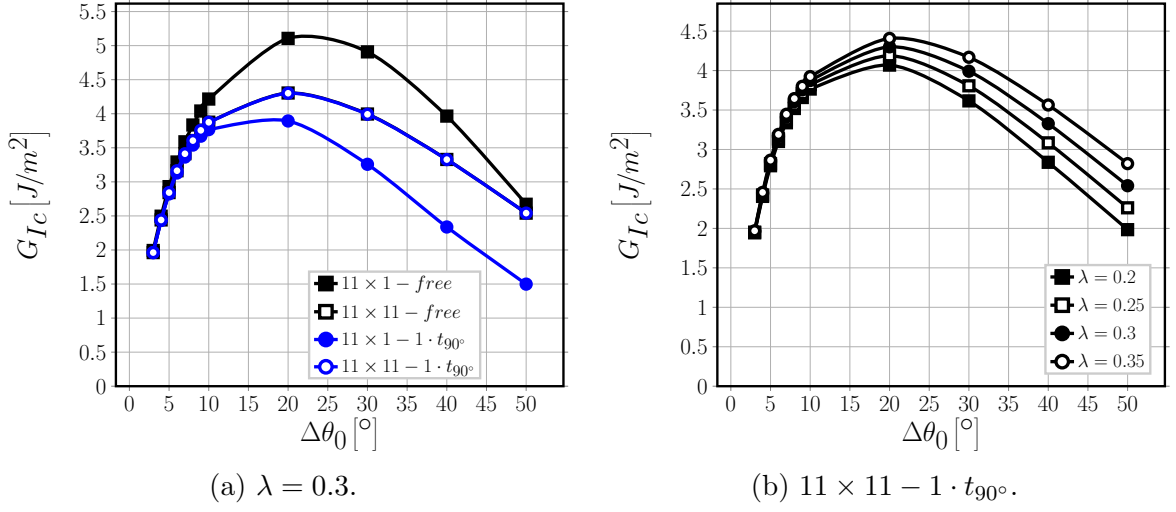 5.5
5
4.5
4
3.5
3
2.5
2
1.5
1
0.5
0
G_{Ic} [J/m^2]
0 5 10 15 20 25 30 35 40 45 50
Δθ_0 [°]
11 × 1 − free
11 × 11 − free
11 × 1 − 1 · t_{90°}
11 × 11 − 1 · t_{90°}
(a) λ = 0.3.
4.5
4
3.5
3
2.5
2
1.5
1
0.5
0
G_{Ic} [J/m^2]
0 5 10 15 20 25 30 35 40 45 50
Δθ_0 [°]
λ = 0.2
λ = 0.25
λ = 0.3
λ = 0.35
(b) 11 × 11 − 1 · t_{90°}.